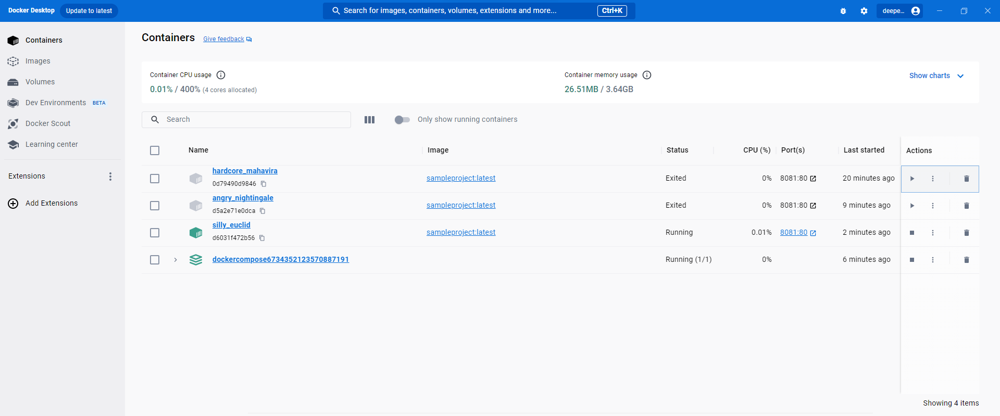 Docker Desktop Update to latest Search for images, containers, volumes, extensions and more... Ctrl+K deepe...
Containers
Images
Volumes
Dev Environments BETA
Docker Scout
Learning center
Extensions
Add Extensions
Containers Give feedback
Container CPU usage Container memory usage Show charts
0.01% / 400% (4 cores allocated) 26.51MB / 3.64GB
Search Only show running containers
Name Image Status CPU (%) Port(s) Last started Actions
hardcore_mahavira
0d79490d9846 sampleproject:latest Exited 0% 8081:80 20 minutes ago
angry_nightingale
d5a2e71e0dca sampleproject:latest Exited 0% 8081:80 9 minutes ago
silly_euclid
d6031f472b56 sampleproject:latest Running 0.01% 8081:80 2 minutes ago
dockercompose6734352123570887191 Running (1/1) 0% 6 minutes ago
Showing 4 items